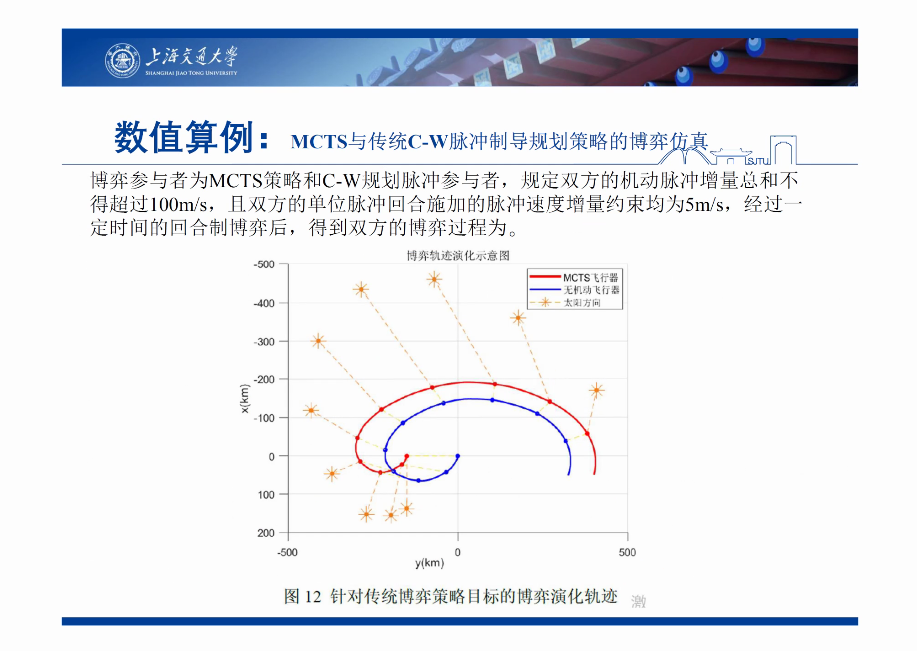 上海交通大学
SHANGHAI JIAO TONG UNIVERSITY
数值算例：MCTS与传统C-W脉冲制导规划策略的博弈仿真
SJTU
博弈参与者为MCTS策略和C-W规划脉冲参与者，规定双方的机动脉冲增量总和不
得超过100m/s，且双方的单位脉冲回合施加的脉冲速度增量约束均为5m/s，经过一
定时间的回合制博弈后，得到双方的博弈过程为。
博弈轨迹演化示意图
MCTS飞行器
无机动飞行器
太阳方向
-500
-400
-300
-200
-100
0
100
200
x(km)
-500 0 500
y(km)
图 12 针对传统博弈策略目标的博弈演化轨迹